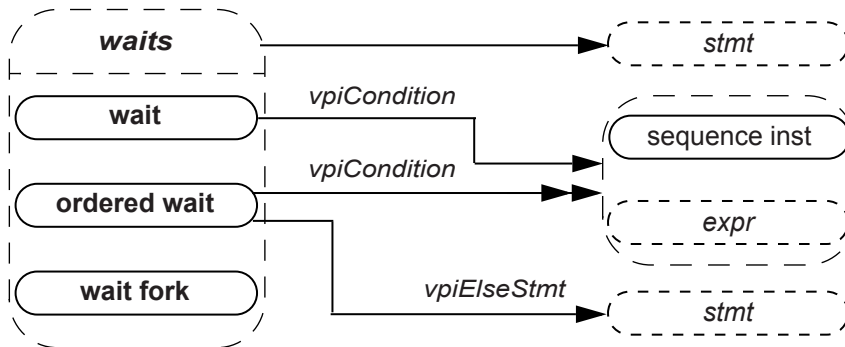 waits
stmt
wait
vpiCondition
sequence inst
vpiCondition
ordered wait
expr
wait fork
vpiElseStmt
stmt